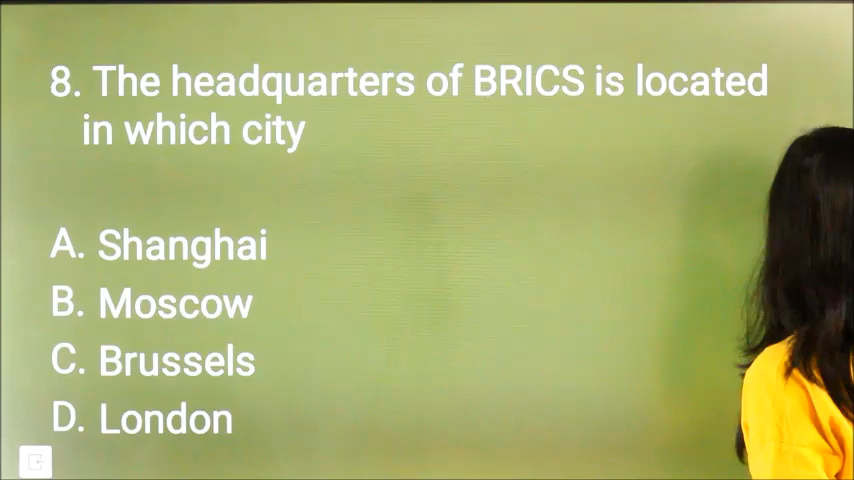 8. The headquarters of BRICS is located
in which city
A. Shanghai
B. Moscow
C. Brussels
D. London